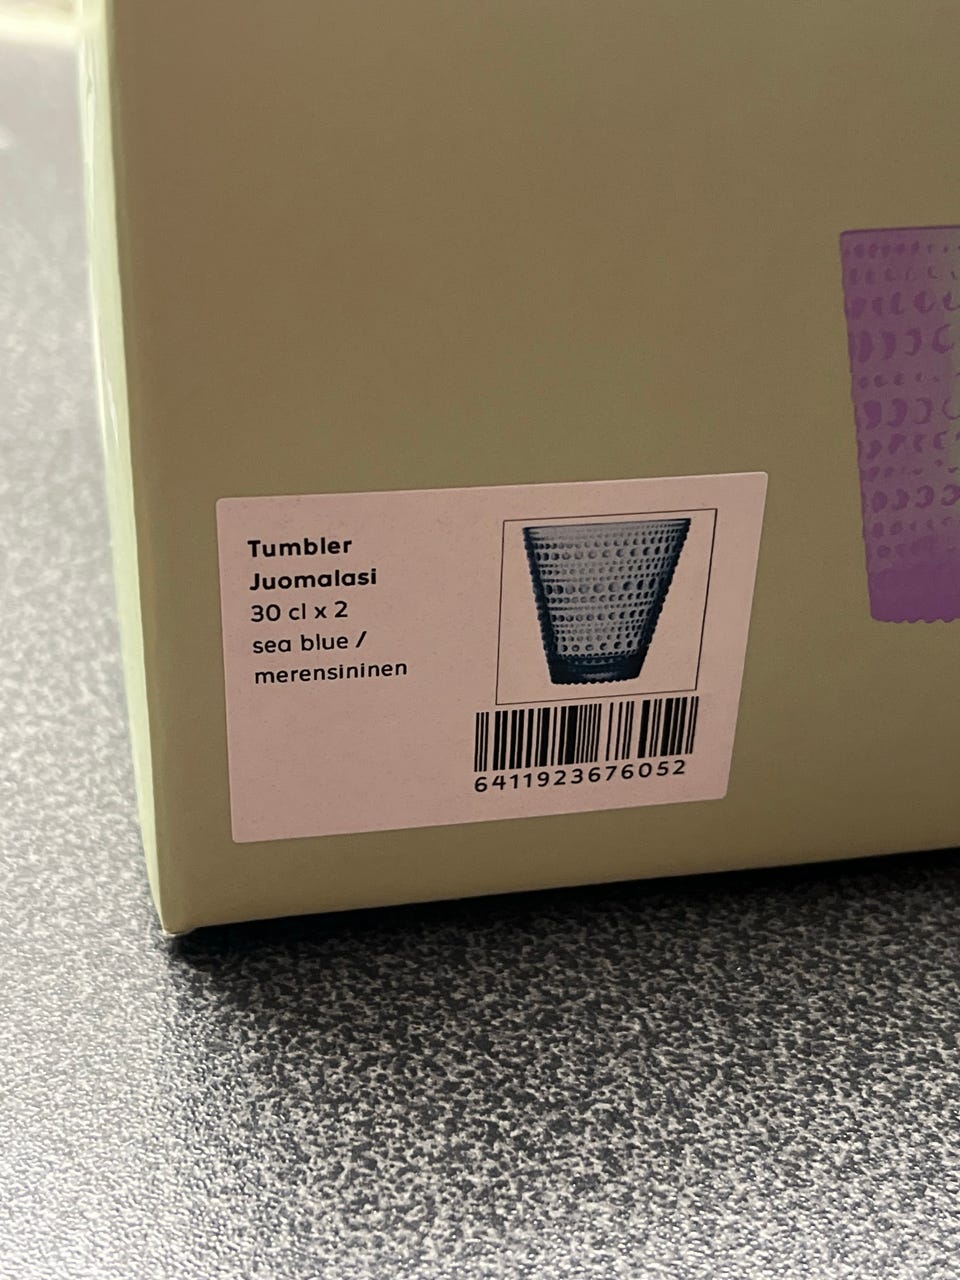 Tumbler
Juomalasi
30 cl x 2
sea blue /
merensininen
6411923676052